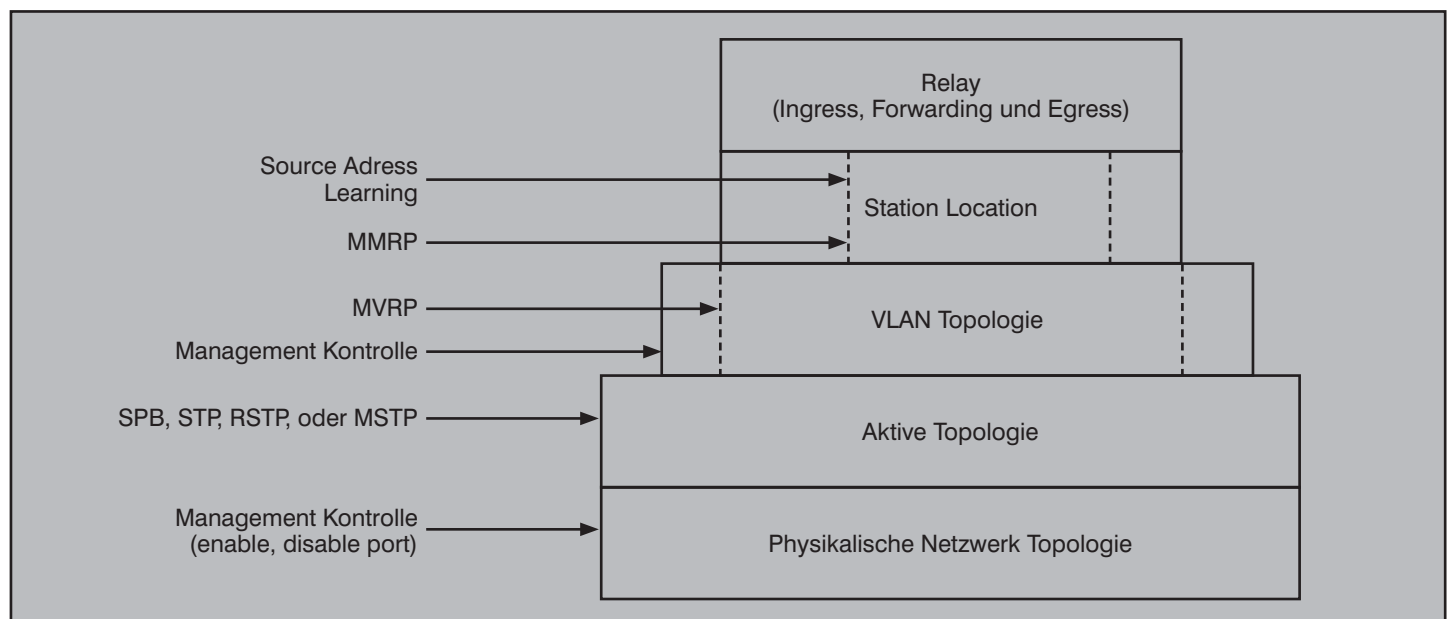 Relay
(Ingress, Forwarding und Egress)
Source Adress
Learning
Station Location
MMRP
MVRP
VLAN Topologie
Management Kontrolle
SPB, STP, RSTP, oder MSTP
Aktive Topologie
Management Kontrolle
(enable, disable port)
Physikalische Netzwerk Topologie